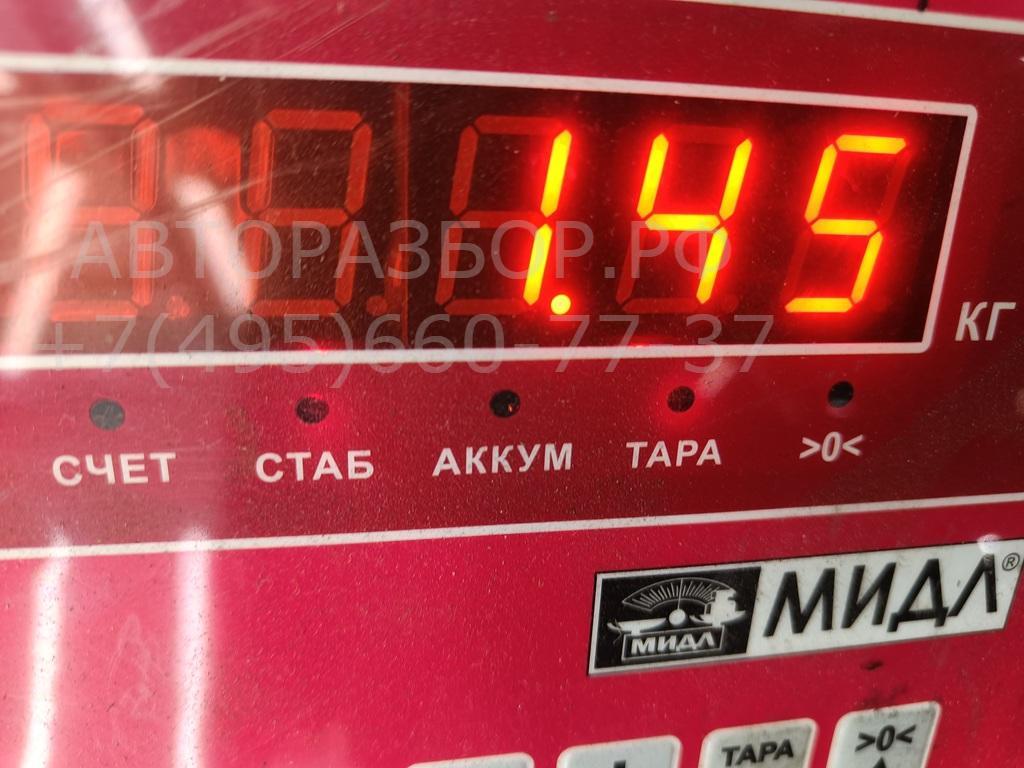 1.45
АВТОРАЗБОР.РФ
+7(495)660-77-37
КГ
СЧЕТ СТАБ АККУМ ТАРА >0<
МИДЛ МИДЛ®
ТАРА >0<